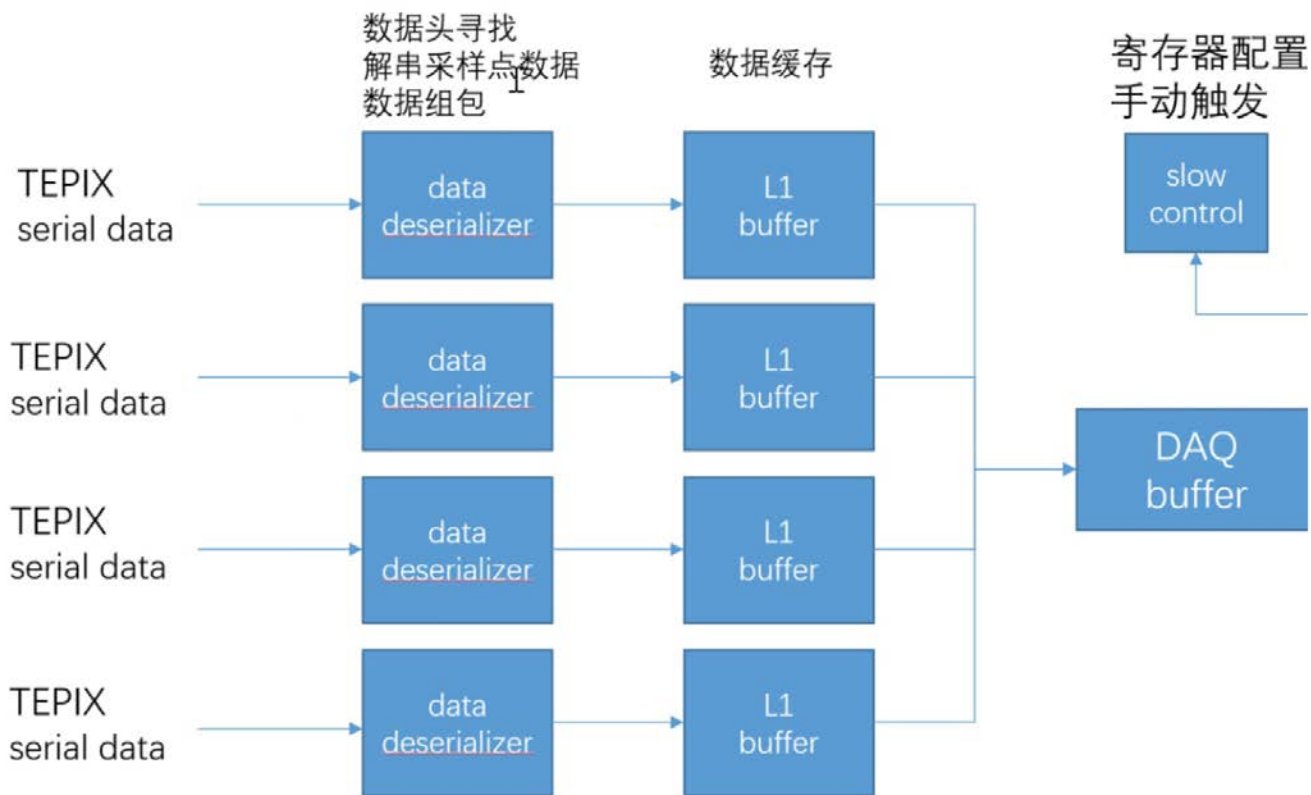 数据头寻找
解串采样点数据
数据组包
数据缓存
寄存器配置
手动触发
TEPIX
serial data
data
deserializer
L1
buffer
slow
control
TEPIX
serial data
data
deserializer
L1
buffer
DAQ
buffer
TEPIX
serial data
data
deserializer
L1
buffer
TEPIX
serial data
data
deserializer
L1
buffer